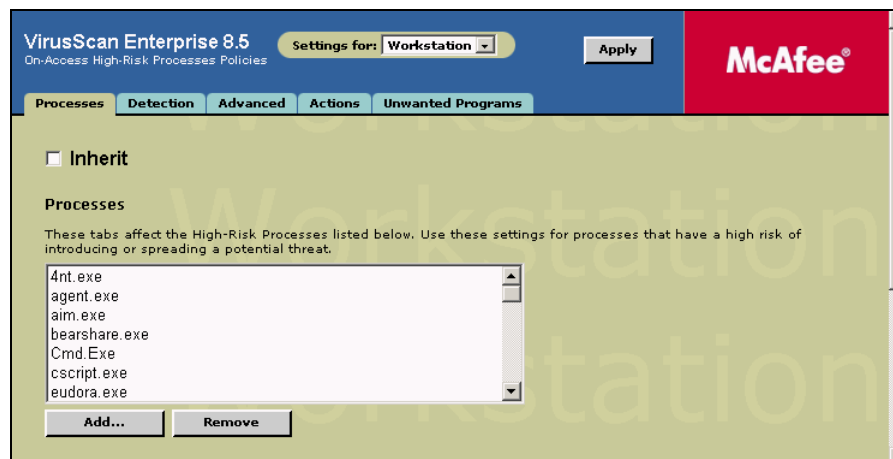 VirusScan Enterprise 8.5
On-Access High-Risk Processes Policies
Settings for: Workstation
Apply
McAfee®
Processes Detection Advanced Actions Unwanted Programs
Inherit
Processes
These tabs affect the High-Risk Processes listed below. Use these settings for processes that have a high risk of
introducing or spreading a potential threat.
4nt.exe
agent.exe
aim.exe
bearshare.exe
Cmd.Exe
cscript.exe
eudora.exe
Add... Remove
Workstation
Workstation
Workstation